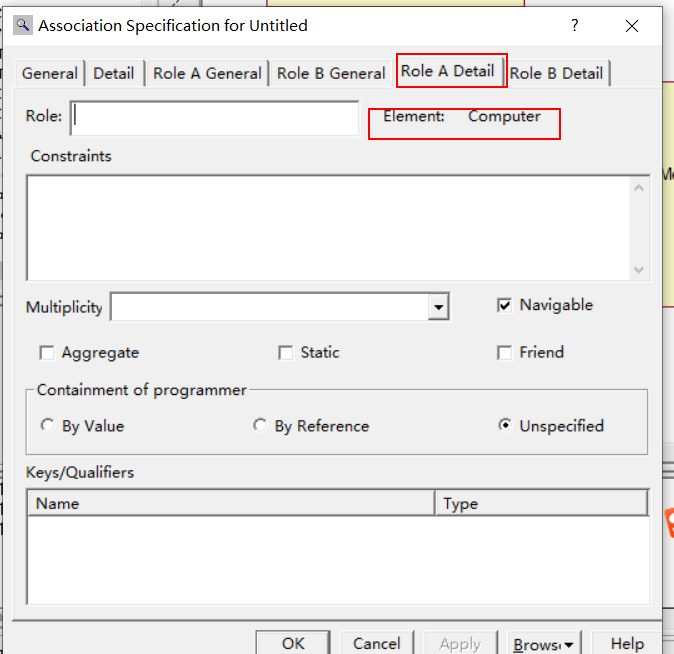 Association Specification for Untitled
?
General
Detail
Role A General
Role B General
Role A Detail
Role B Detail
Role:
Element: Computer
Constraints
Multiplicity
Navigable
Aggregate
Static
Friend
Containment of programmer
By Value
By Reference
Unspecified
Keys/Qualifiers
Name
Type
OK
Cancel
Apply
Brows
Help